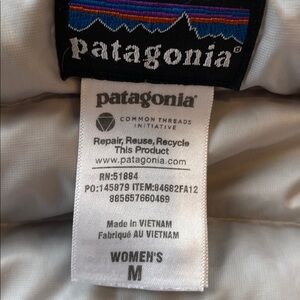 patagonia®
patagonia®
COMMON THREADS
INITIATIVE
Repair, Reuse, Recycle
This Product
www.patagonia.com
RN:51884
PO:145879 ITEM:84682FA12
885657660469
Made in VIETNAM
Fabriqué AU VIETNAM
WOMEN'S
M